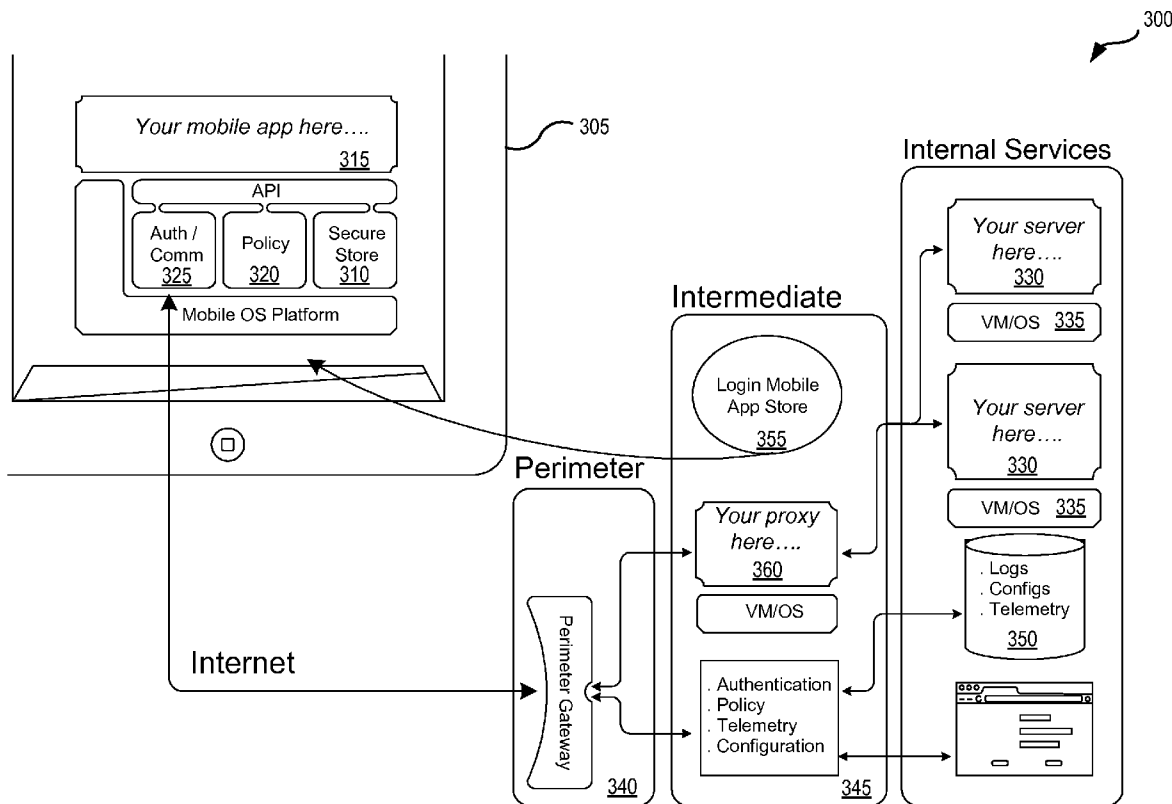 300
Your mobile app here....
315
305
API
Auth /
Comm
325
Policy
320
Secure
Store
310
Mobile OS Platform
Internet
Perimeter
Perimeter Gateway
340
Intermediate
Login Mobile
App Store
355
Your proxy
here....
360
VM/OS
. Authentication
. Policy
. Telemetry
. Configuration
345
Internal Services
Your server
here....
330
VM/OS 335
Your server
here....
330
VM/OS 335
. Logs
. Configs
. Telemetry
350